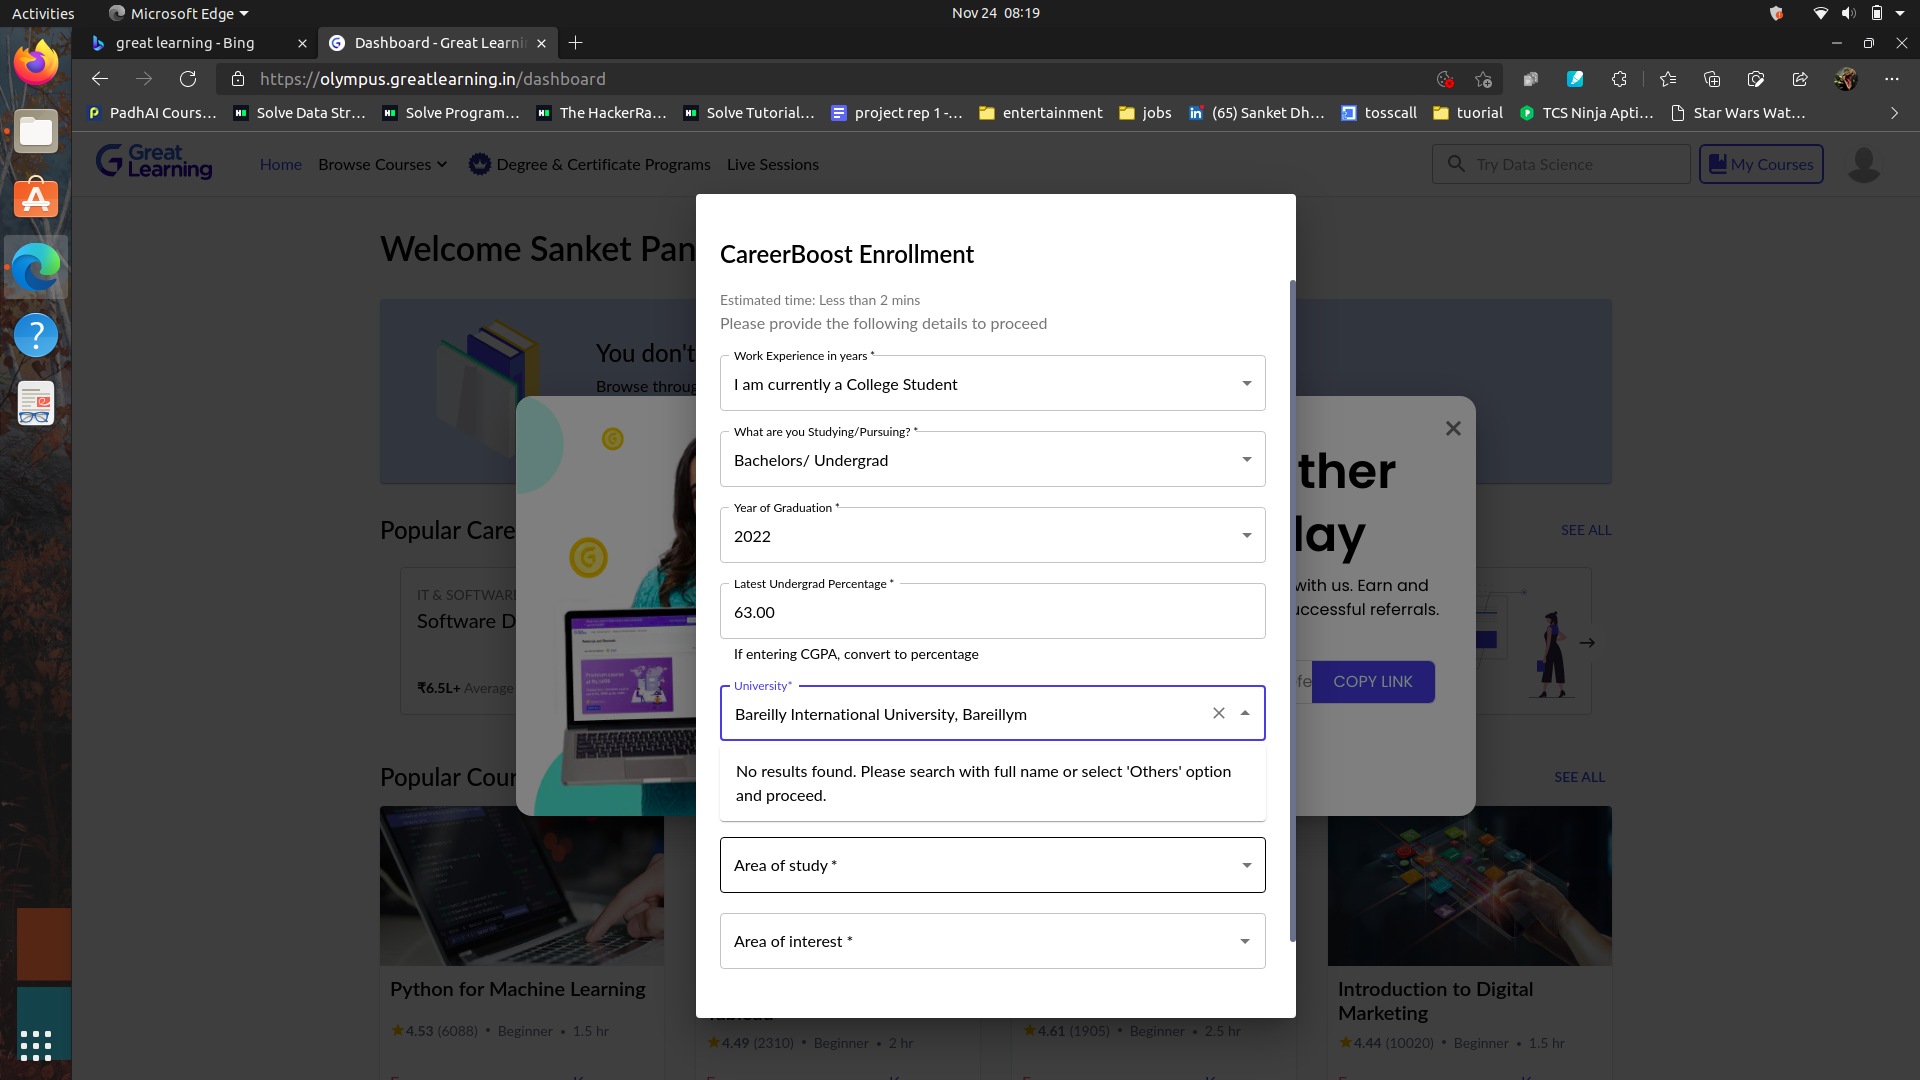 Activities
Microsoft Edge
Nov 24 08:19
great learning - Bing
Dashboard - Great Learnin
https://olympus.greatlearning.in/dashboard
PadhAI Cours...
Solve Data Str...
Solve Program...
The HackerRa...
Solve Tutorial...
project rep 1 -...
entertainment
jobs
(65) Sanket Dh...
tosscall
tuorial
TCS Ninja Apti...
Star Wars Wat...
Great Learning
Home
Browse Courses
Degree & Certificate Programs
Live Sessions
Try Data Science
My Courses
Welcome Sanket Pan
You don't
Browse throug
Popular Care
SEE ALL
IT & SOFTWAR
Software D
₹6.5L+ Average
ther
lay
with us. Earn and
uccessful referrals.
efe
COPY LINK
CareerBoost Enrollment
Estimated time: Less than 2 mins
Please provide the following details to proceed
Work Experience in years *
I am currently a College Student
What are you Studying/Pursuing? *
Bachelors/ Undergrad
Year of Graduation *
2022
Latest Undergrad Percentage *
63.00
If entering CGPA, convert to percentage
University*
Bareilly International University, Bareillym
No results found. Please search with full name or select 'Others' option
and proceed.
Area of study *
Area of interest *
Popular Cour
SEE ALL
Python for Machine Learning
4.53 (6088) • Beginner • 1.5 hr
4.49 (2310) • Beginner • 2 hr
4.61 (1905) • Beginner • 2.5 hr
Introduction to Digital
Marketing
4.44 (10020) • Beginner • 1.5 hr